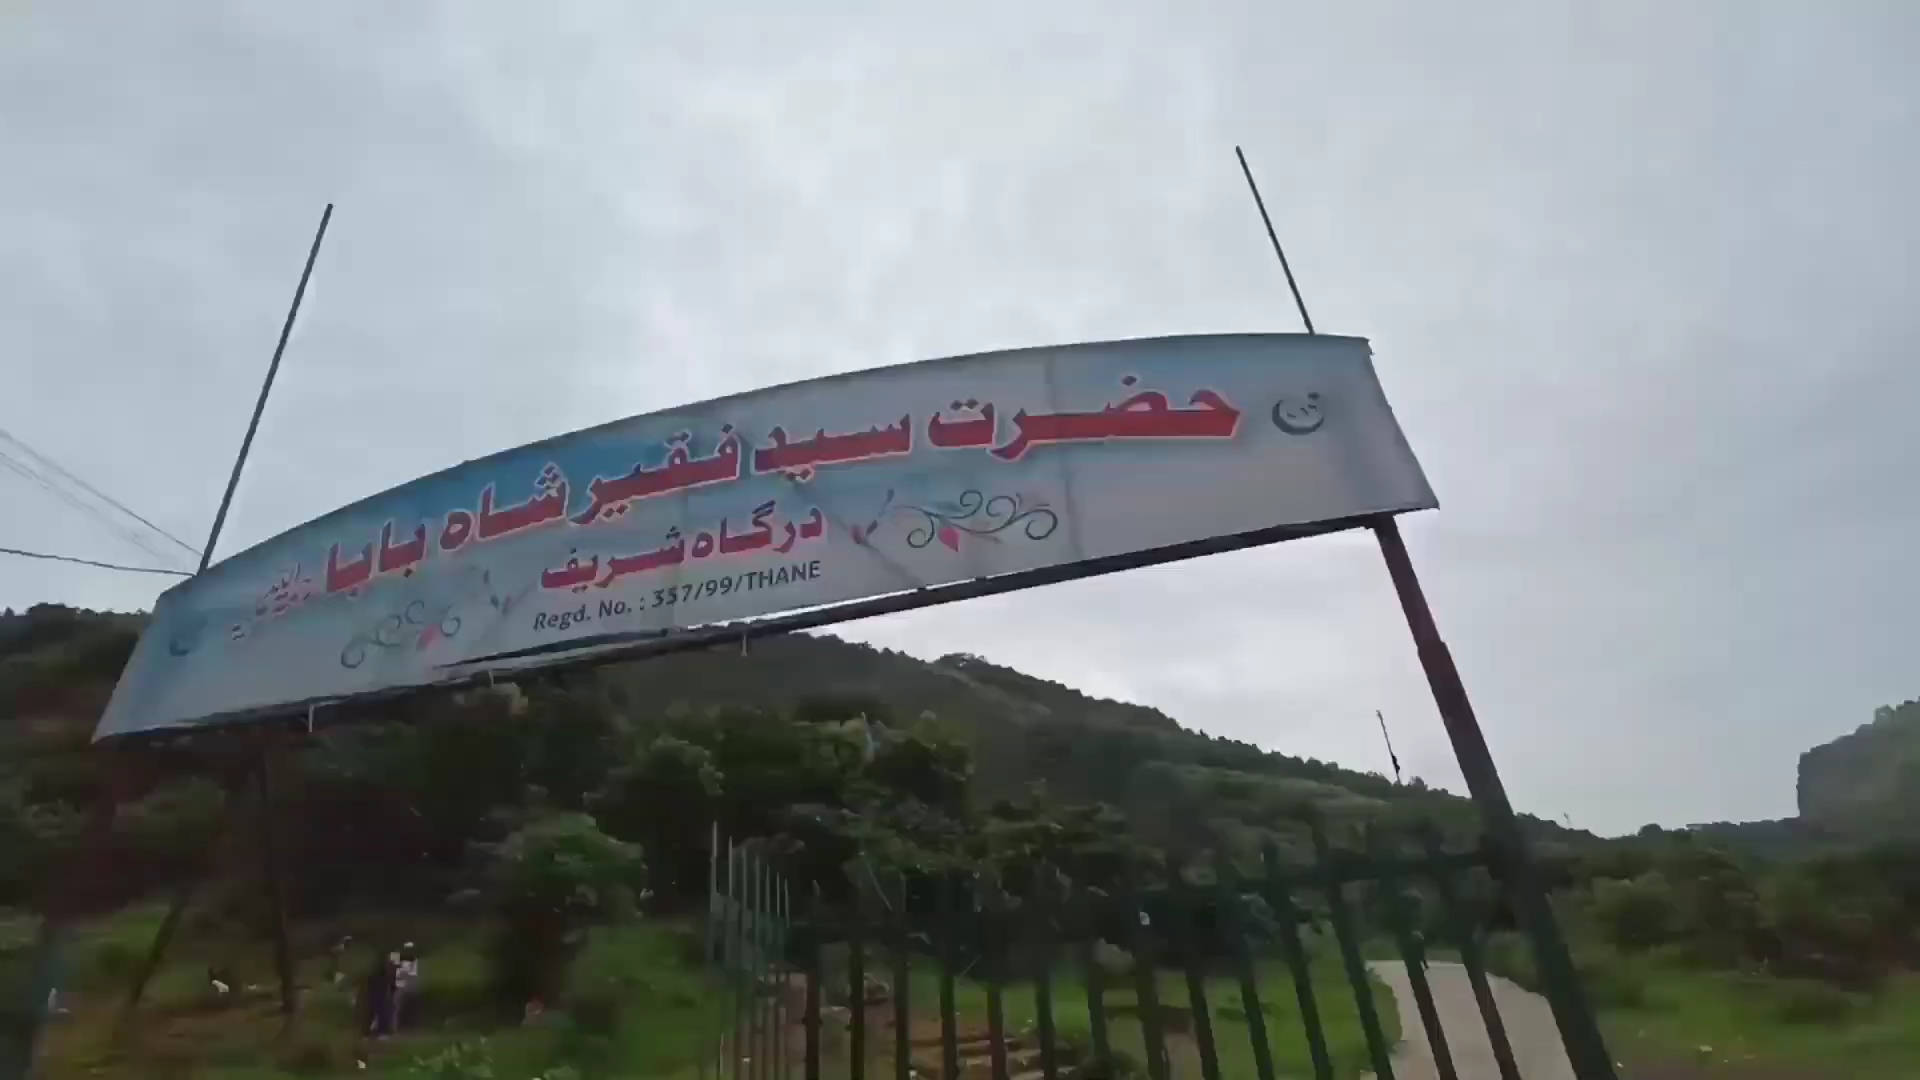 حضرت سید فقیر شاہ بابا
درگاہ شریف
Regd. No. : 357/99/THANE